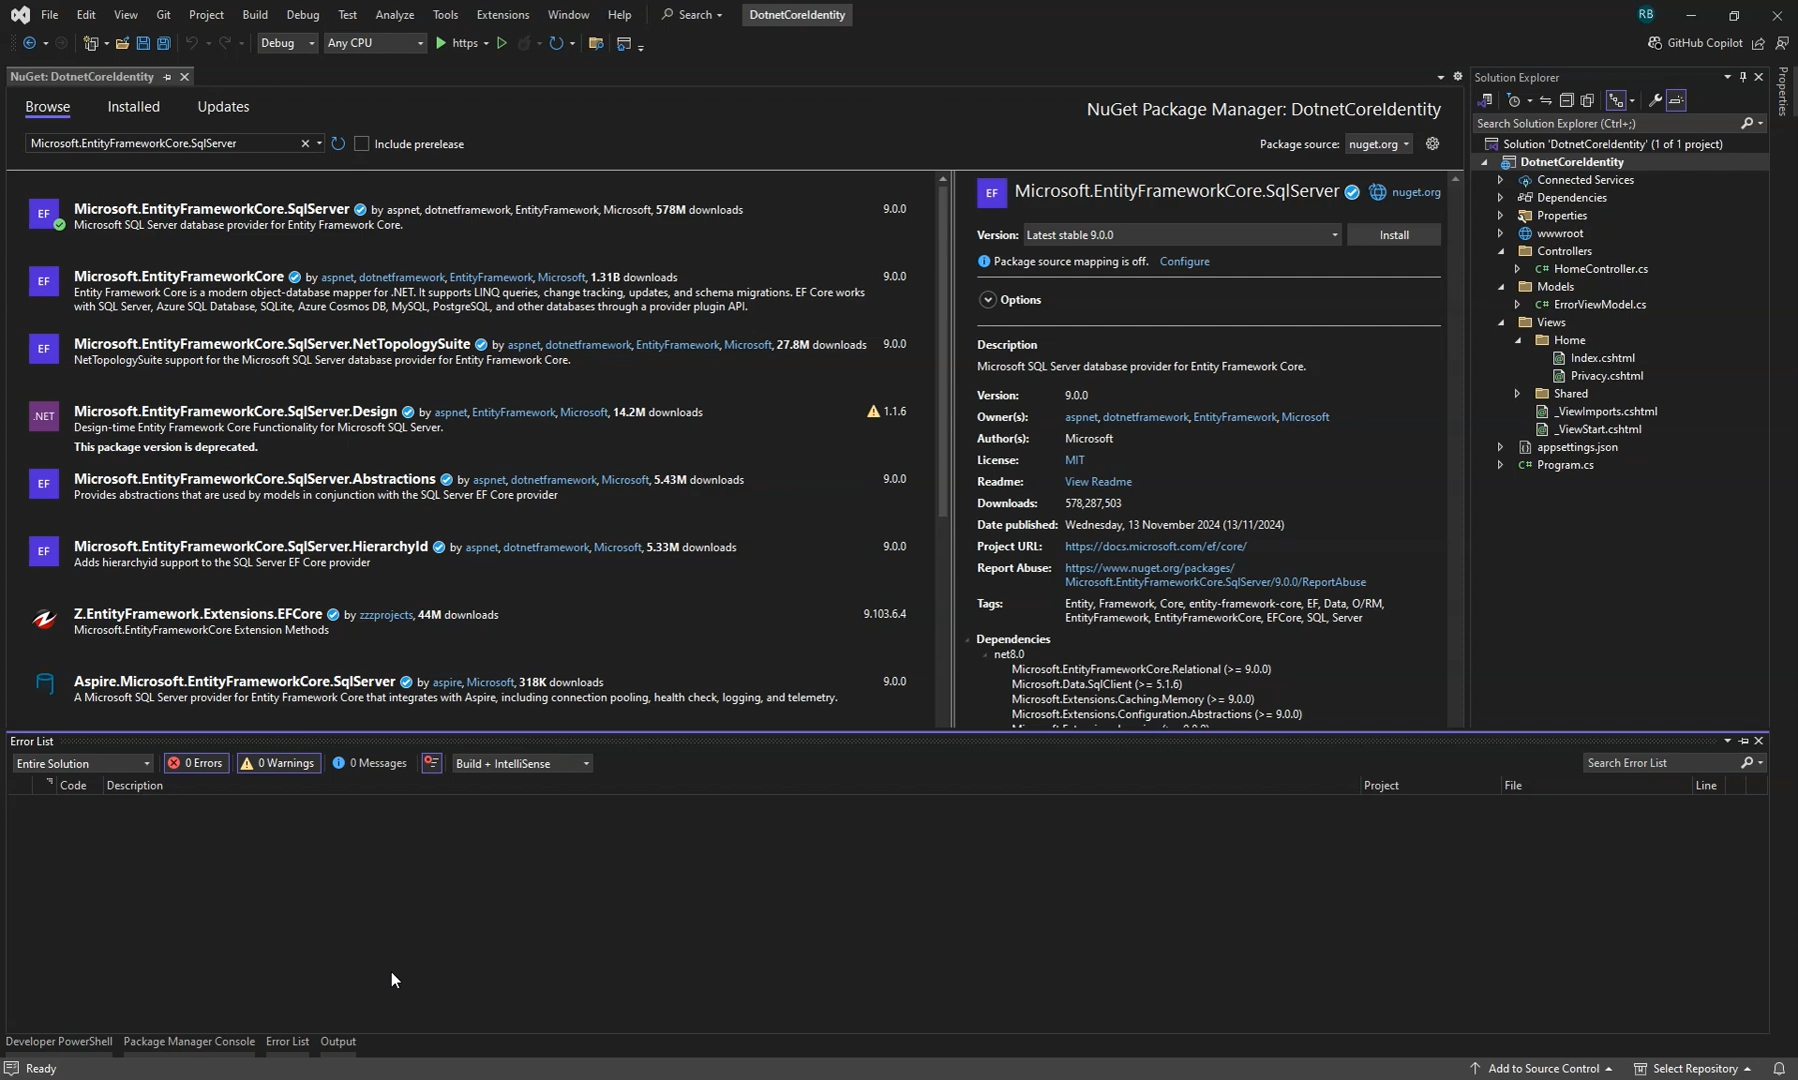 File Edit View Git Project Build Debug Test Analyze Tools Extensions Window Help Search DotnetCoreIdentity RB
Debug Any CPU https GitHub Copilot
NuGet: DotnetCoreIdentity
Browse Installed Updates
NuGet Package Manager: DotnetCoreIdentity
Microsoft.EntityFrameworkCore.SqlServer Include prerelease
Package source: nuget.org
EF Microsoft.EntityFrameworkCore.SqlServer by aspnet, dotnetframework, EntityFramework, Microsoft, 578M downloads 9.0.0
Microsoft SQL Server database provider for Entity Framework Core.
EF Microsoft.EntityFrameworkCore by aspnet, dotnetframework, EntityFramework, Microsoft, 1.31B downloads 9.0.0
Entity Framework Core is a modern object-database mapper for .NET. It supports LINQ queries, change tracking, updates, and schema migrations. EF Core works
with SQL Server, Azure SQL Database, SQLite, Azure Cosmos DB, MySQL, PostgreSQL, and other databases through a provider plugin API.
EF Microsoft.EntityFrameworkCore.SqlServer.NetTopologySuite by aspnet, dotnetframework, EntityFramework, Microsoft, 27.8M downloads 9.0.0
NetTopologySuite support for the Microsoft SQL Server database provider for Entity Framework Core.
.NET Microsoft.EntityFrameworkCore.SqlServer.Design by aspnet, EntityFramework, Microsoft, 14.2M downloads 1.1.6
Design-time Entity Framework Core Functionality for Microsoft SQL Server.
This package version is deprecated.
EF Microsoft.EntityFrameworkCore.SqlServer.Abstractions by aspnet, dotnetframework, Microsoft, 5.43M downloads 9.0.0
Provides abstractions that are used by models in conjunction with the SQL Server EF Core provider
EF Microsoft.EntityFrameworkCore.SqlServer.HierarchyId by aspnet, dotnetframework, Microsoft, 5.33M downloads 9.0.0
Adds hierarchyid support to the SQL Server EF Core provider
Z.EntityFramework.Extensions.EFCore by zzzprojects, 44M downloads 9.103.6.4
Microsoft.EntityFrameworkCore Extension Methods
Aspire.Microsoft.EntityFrameworkCore.SqlServer by aspire, Microsoft, 318K downloads 9.0.0
A Microsoft SQL Server provider for Entity Framework Core that integrates with Aspire, including connection pooling, health check, logging, and telemetry.
EF Microsoft.EntityFrameworkCore.SqlServer nuget.org
Version: Latest stable 9.0.0 Install
Package source mapping is off. Configure
Options
Description
Microsoft SQL Server database provider for Entity Framework Core.
Version: 9.0.0
Owner(s): aspnet, dotnetframework, EntityFramework, Microsoft
Author(s): Microsoft
License: MIT
Readme: View Readme
Downloads: 578,287,503
Date published: Wednesday, 13 November 2024 (13/11/2024)
Project URL: https://docs.microsoft.com/ef/core/
Report Abuse: https://www.nuget.org/packages/
Microsoft.EntityFrameworkCore.SqlServer/9.0.0/ReportAbuse
Tags: Entity, Framework, Core, entity-framework-core, EF, Data, O/RM,
EntityFramework, EntityFrameworkCore, EFCore, SQL, Server
Dependencies
net8.0
Microsoft.EntityFrameworkCore.Relational (>= 9.0.0)
Microsoft.Data.SqlClient (>= 5.1.6)
Microsoft.Extensions.Caching.Memory (>= 9.0.0)
Microsoft.Extensions.Configuration.Abstractions (>= 9.0.0)
Solution Explorer
Search Solution Explorer (Ctrl+;)
Solution 'DotnetCoreIdentity' (1 of 1 project)
DotnetCoreIdentity
Connected Services
Dependencies
Properties
wwwroot
Controllers
C# HomeController.cs
Models
C# ErrorViewModel.cs
Views
Home
Index.cshtml
Privacy.cshtml
Shared
_ViewImports.cshtml
_ViewStart.cshtml
appsettings.json
C# Program.cs
Properties
Error List
Entire Solution 0 Errors 0 Warnings 0 Messages Build + IntelliSense Search Error List
Code Description Project File Line
Developer PowerShell Package Manager Console Error List Output
Ready Add to Source Control Select Repository